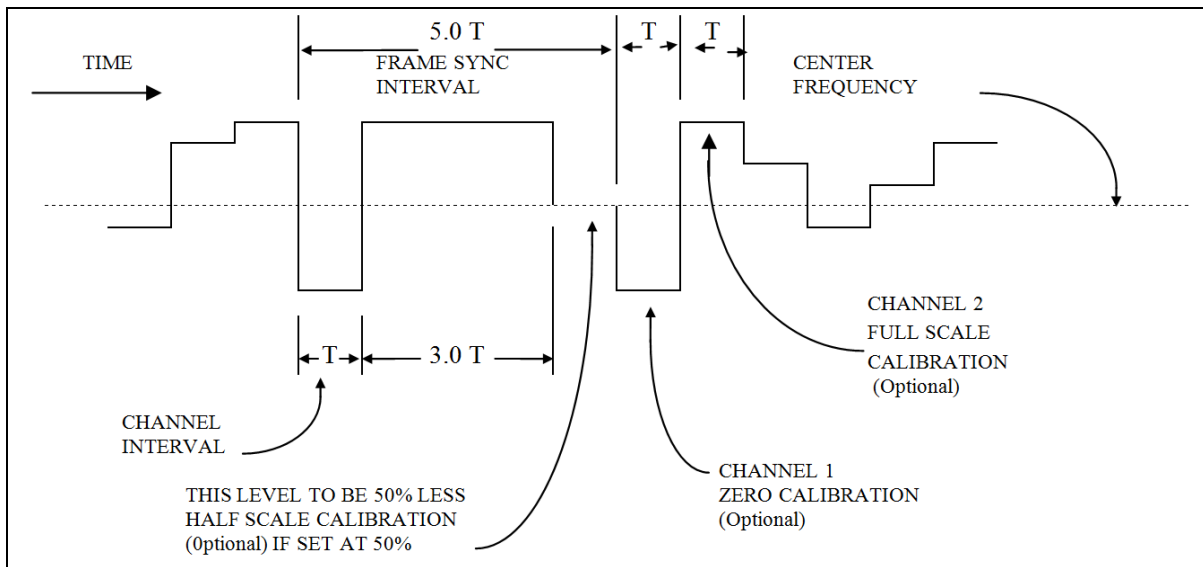 5.0 T
T
T
TIME
FRAME SYNC
INTERVAL
CENTER
FREQUENCY
T
3.0 T
CHANNEL 2
FULL SCALE
CALIBRATION
(Optional)
CHANNEL
INTERVAL
CHANNEL 1
ZERO CALIBRATION
(Optional)
THIS LEVEL TO BE 50% LESS
HALF SCALE CALIBRATION
(0ptional) IF SET AT 50%